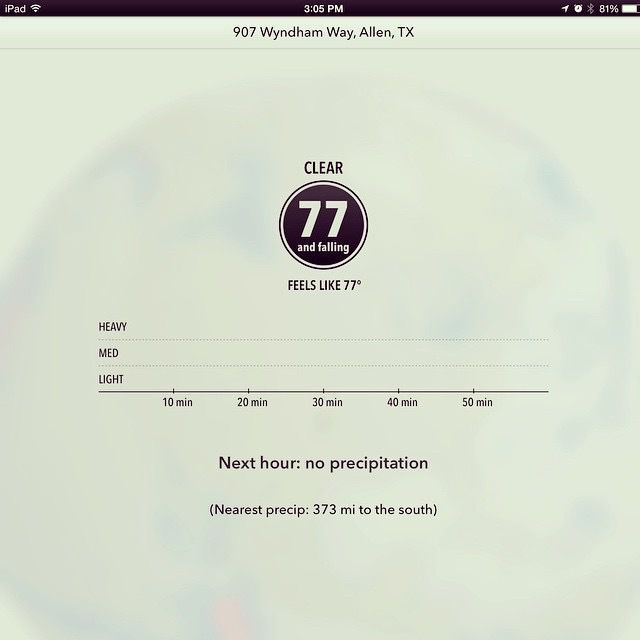 iPad 3:05 PM 81%
907 Wyndham Way, Allen, TX
CLEAR
77
and falling
FEELS LIKE 77°
HEAVY
MED
LIGHT
10 min 20 min 30 min 40 min 50 min
Next hour: no precipitation
(Nearest precip: 373 mi to the south)